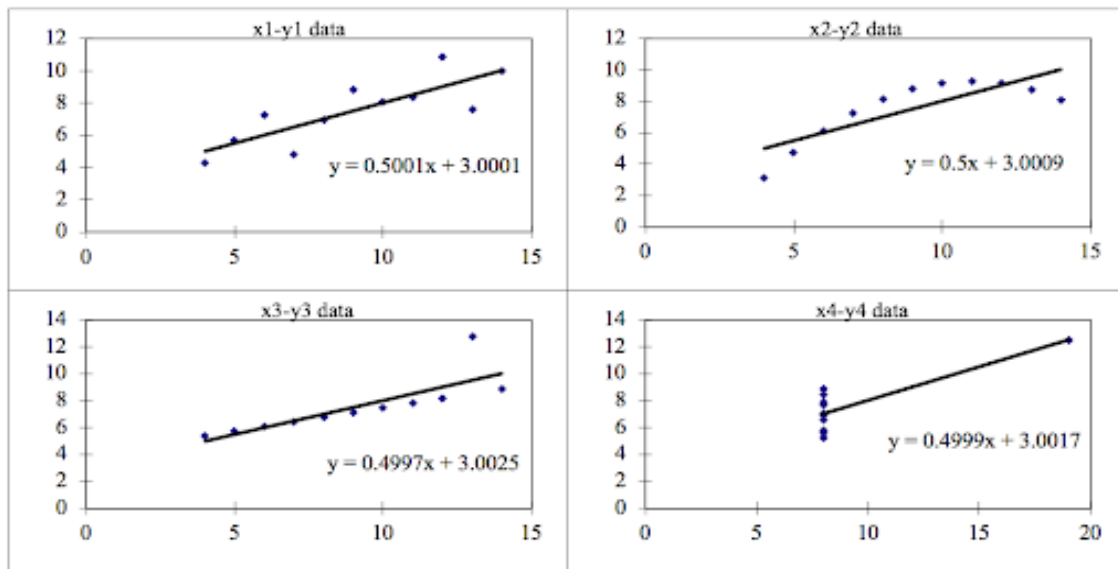 x1-y1 data
12
10
8
6
4
2
0
0 5 10 15
y = 0.5001x + 3.0001
x2-y2 data
12
10
8
6
4
2
0
0 5 10 15
y = 0.5x + 3.0009
x3-y3 data
14
12
10
8
6
4
2
0
0 5 10 15
y = 0.4997x + 3.0025
x4-y4 data
14
12
10
8
6
4
2
0
0 5 10 15 20
y = 0.4999x + 3.0017